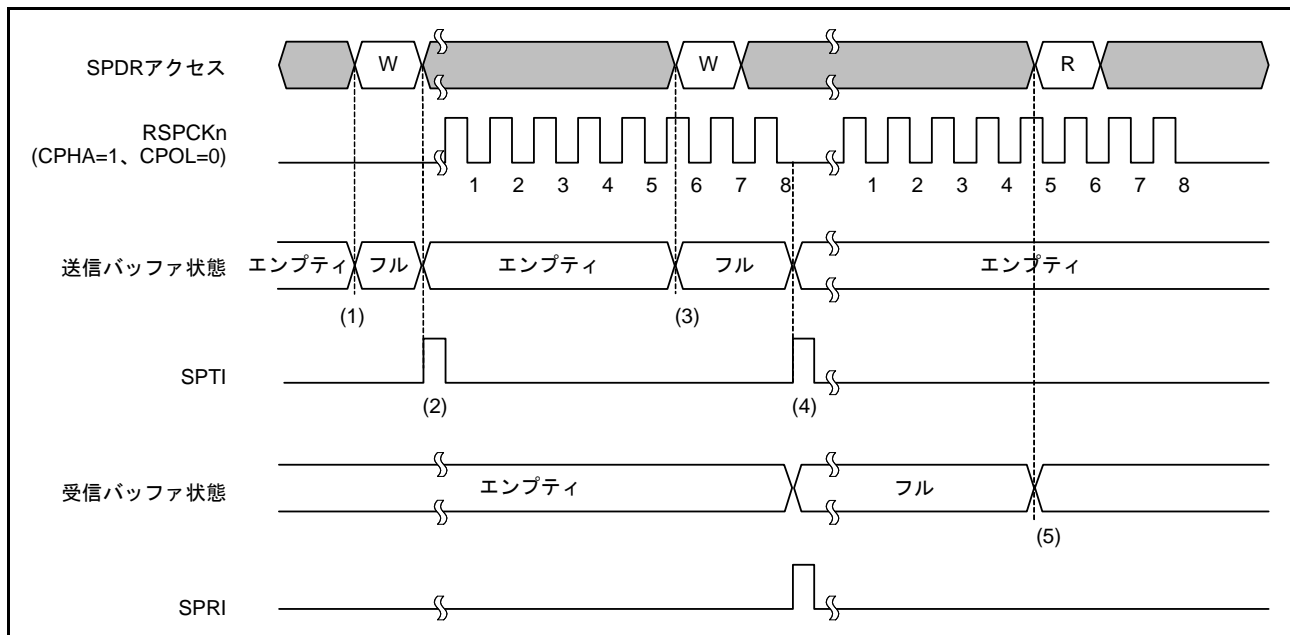 SPDRアクセス W W R
RSPCKn
(CPHA=1、CPOL=0)
1 2 3 4 5 6 7 8 1 2 3 4 5 6 7 8
送信バッファ状態 エンプティ フル エンプティ フル エンプティ
(1) (3)
SPTI
(2) (4)
受信バッファ状態 エンプティ フル
(5)
SPRI